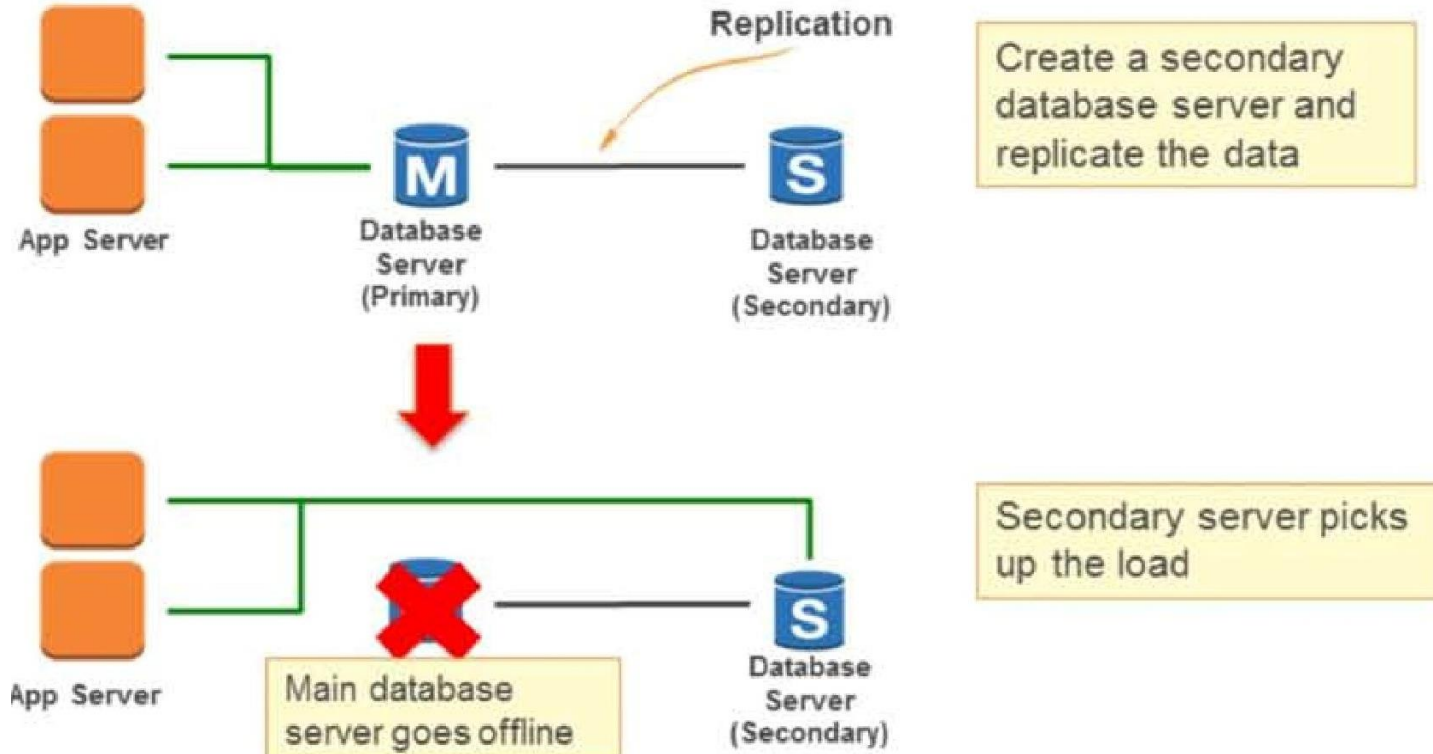 Replication
Create a secondary
database server and
replicate the data
M
S
App Server
Database
Server
(Primary)
Database
Server
(Secondary)
Secondary server picks
up the load
S
App Server
Main database
server goes offline
Database
Server
(Secondary)